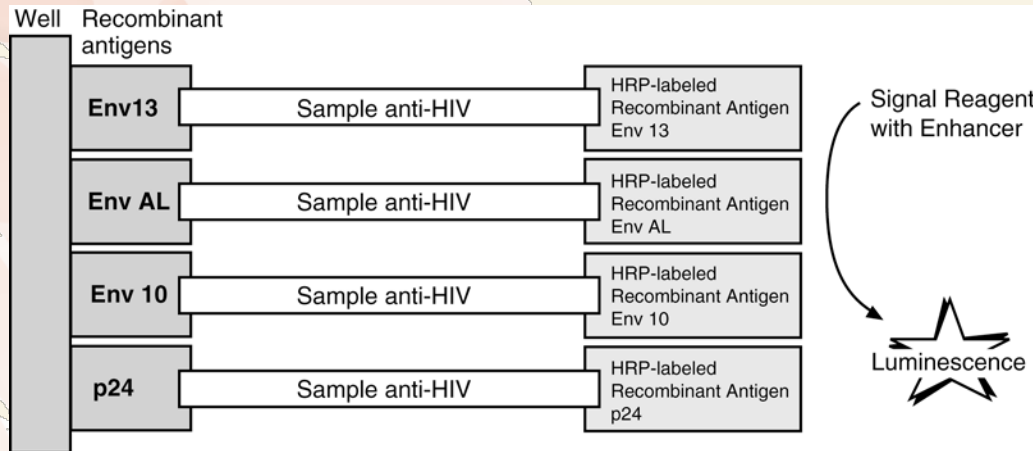 Well
Recombinant
antigens
Env13
Sample anti-HIV
HRP-labeled
Recombinant Antigen
Env 13
Signal Reagent
with Enhancer
Env AL
Sample anti-HIV
HRP-labeled
Recombinant Antigen
Env AL
Env 10
Sample anti-HIV
HRP-labeled
Recombinant Antigen
Env 10
Luminescence
p24
Sample anti-HIV
HRP-labeled
Recombinant Antigen
p24